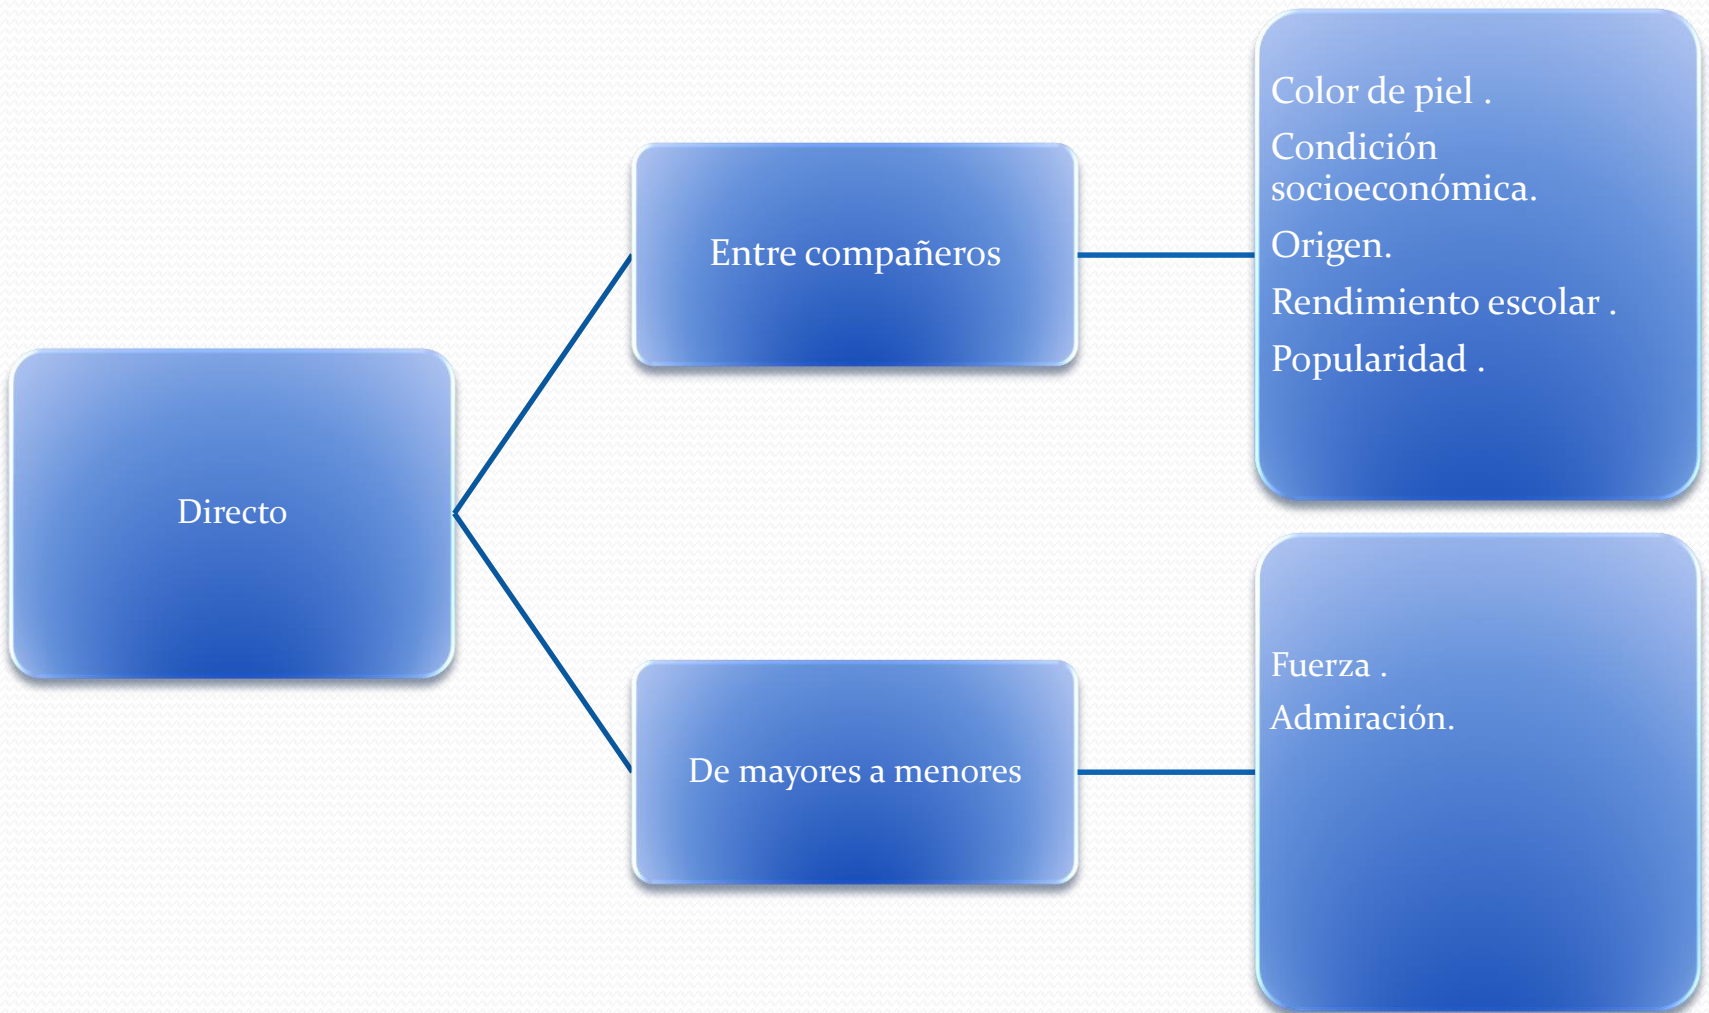 Directo
Entre compañeros
Color de piel .
Condición
socioeconómica.
Origen.
Rendimiento escolar .
Popularidad .
De mayores a menores
Fuerza .
Admiración.